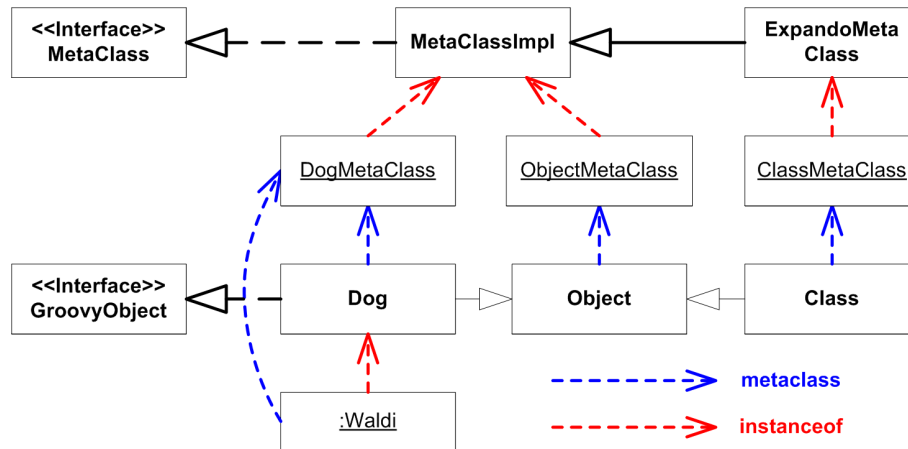 <<Interface>>
MetaClass
MetaClassImpl
ExpandoMeta
Class
DogMetaClass
ObjectMetaClass
ClassMetaClass
<<Interface>>
GroovyObject
Dog
Object
Class
metaclass
:Waldi
instanceof